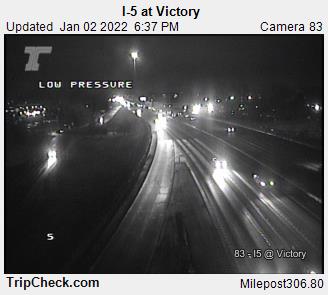 I-5 at Victory
Updated Jan 02 2022 6:37 PM Camera 83
T
LOW PRESSURE
S
83 - I5 @ Victory
TripCheck.com Milepost306.80